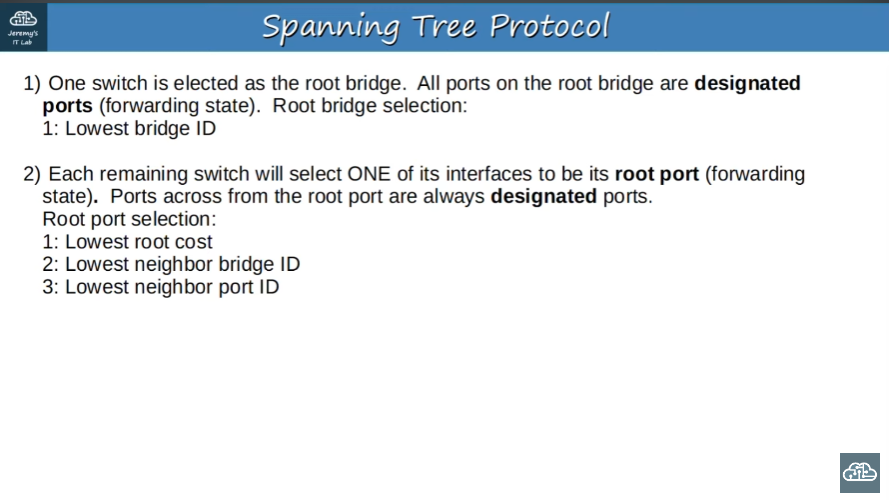 Jeremy's
IT Lab
Spanning Tree Protocol
1) One switch is elected as the root bridge. All ports on the root bridge are designated
ports (forwarding state). Root bridge selection:
1: Lowest bridge ID
2) Each remaining switch will select ONE of its interfaces to be its root port (forwarding
state). Ports across from the root port are always designated ports.
Root port selection:
1: Lowest root cost
2: Lowest neighbor bridge ID
3: Lowest neighbor port ID